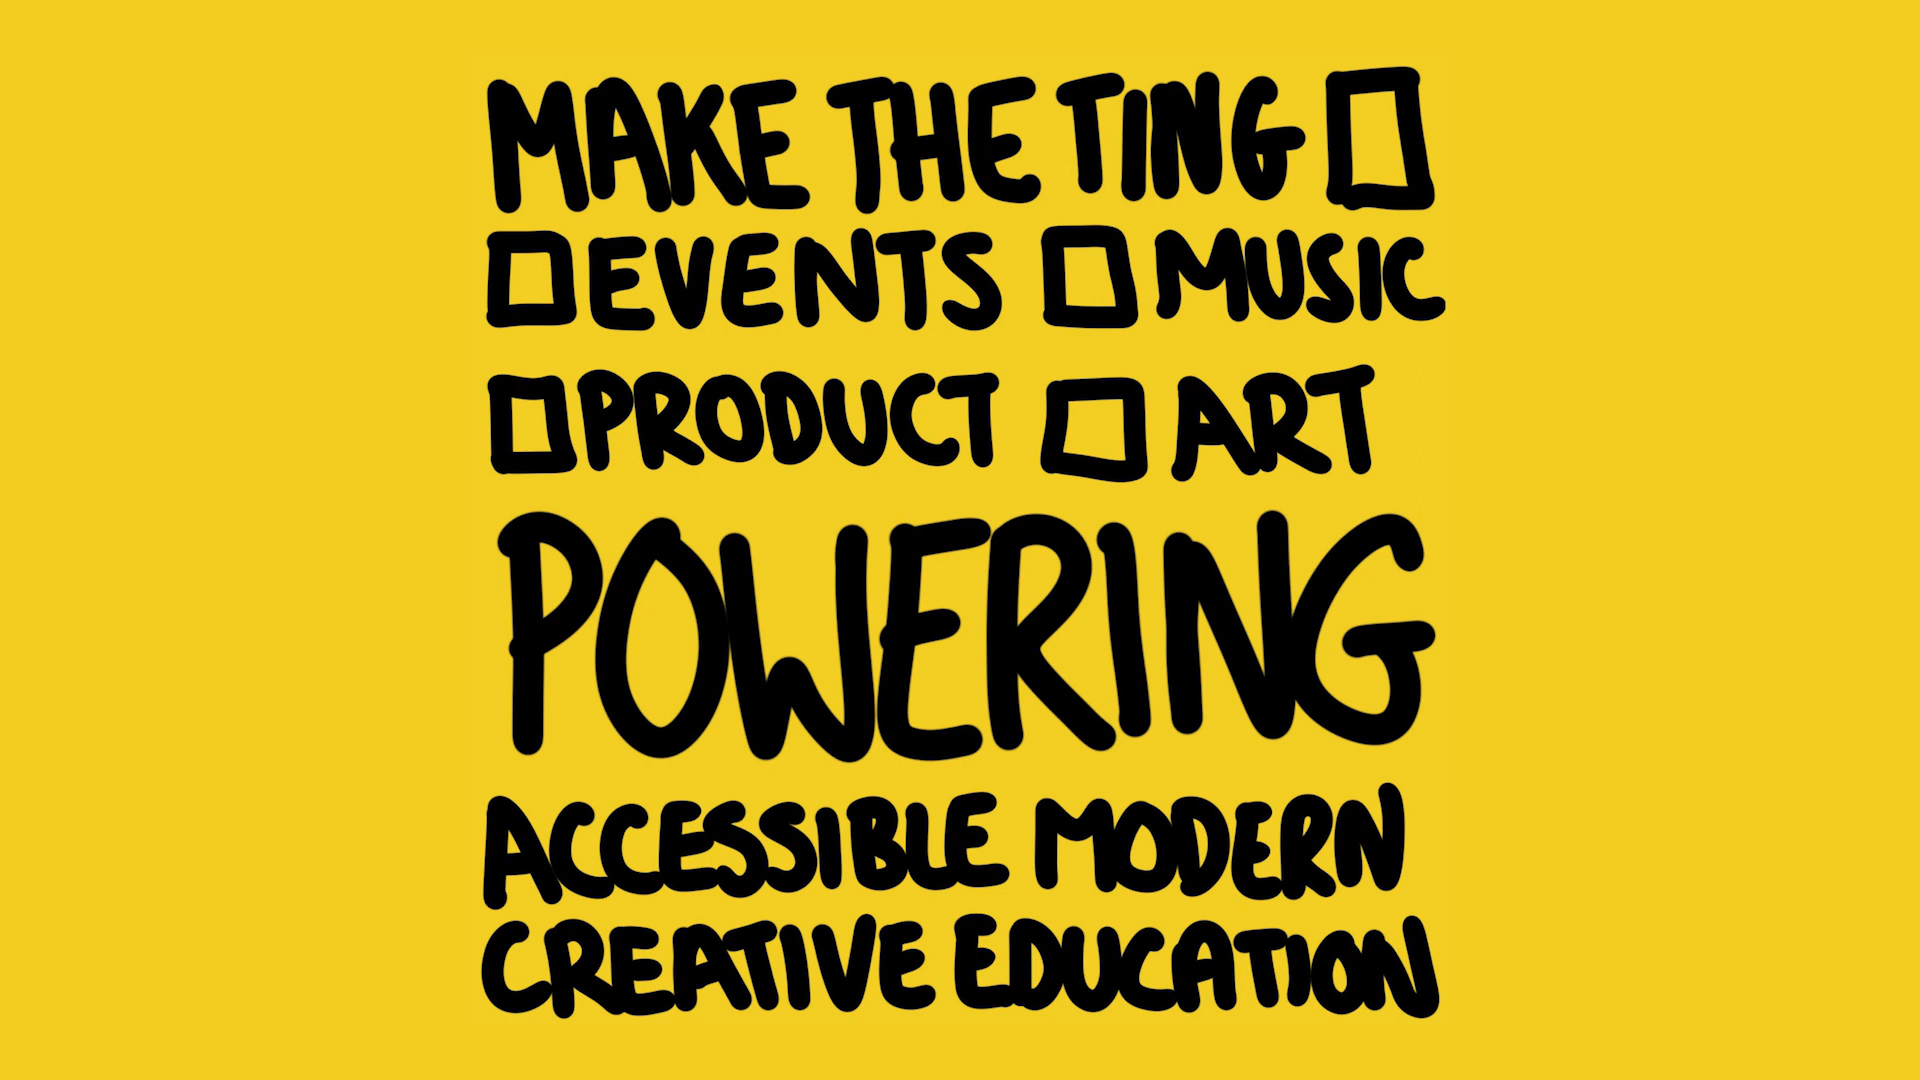 MAKE THE TING ☐
☐ EVENTS ☐ MUSIC
☐ PRODUCT ☐ ART
POWERING
ACCESSIBLE MODERN
CREATIVE EDUCATION